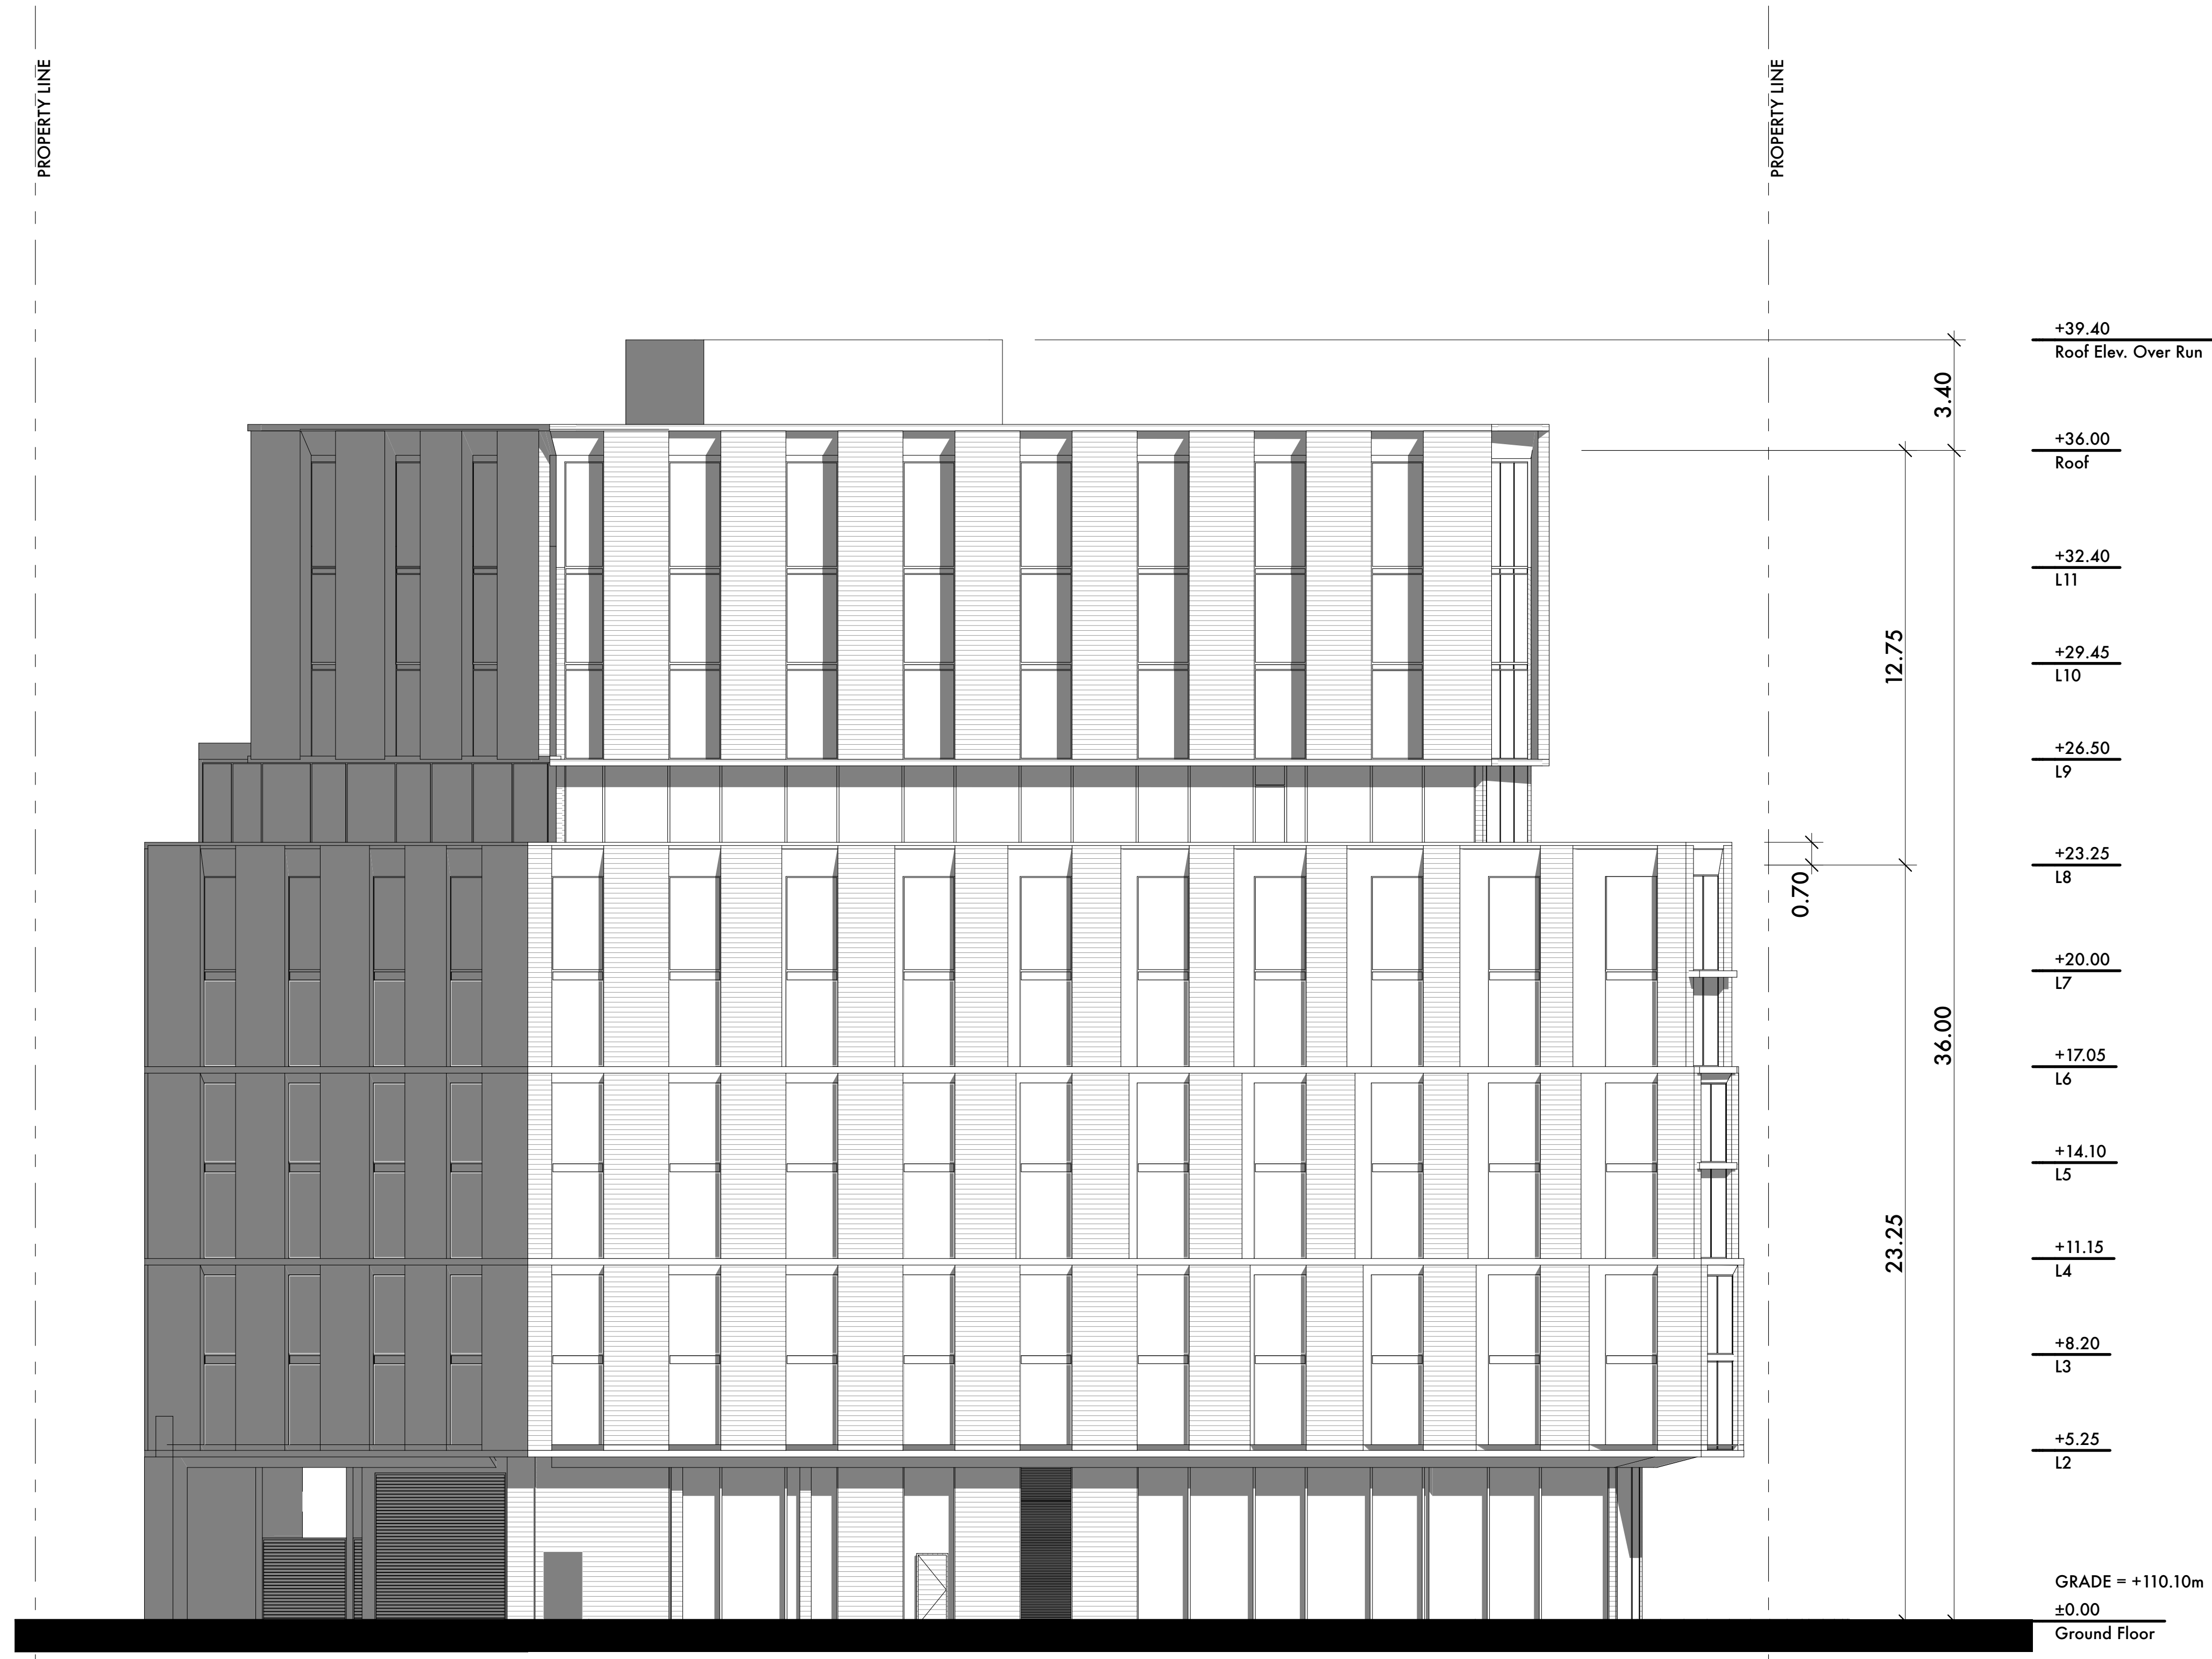 PROPERTY LINE
PROPERTY LINE
+39.40
Roof Elev. Over Run
3.40
+36.00
Roof
+32.40
L11
12.75
+29.45
L10
+26.50
L9
+23.25
L8
0.70
+20.00
L7
36.00
+17.05
L6
+14.10
L5
23.25
+11.15
L4
+8.20
L3
+5.25
L2
GRADE = +110.10m
±0.00
Ground Floor